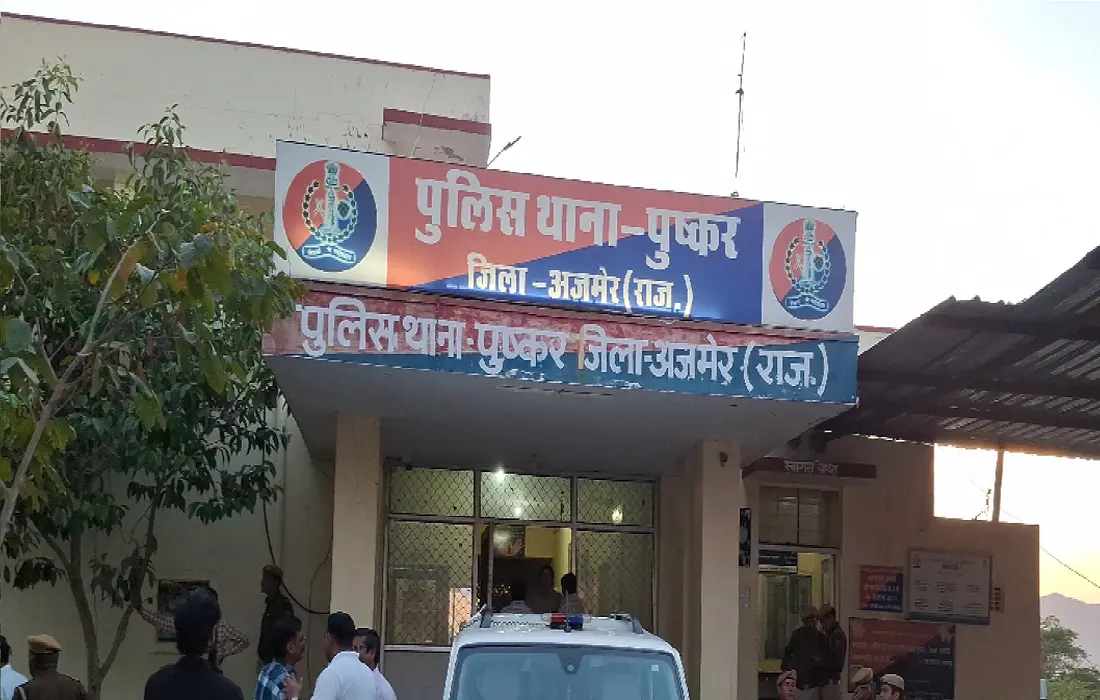 पुलिस थाना-पुष्कर
जिला-अजमेर(राज.)
पुलिस थाना-पुष्कर जिला-अजमेर (राज.)
स्वागत कक्ष